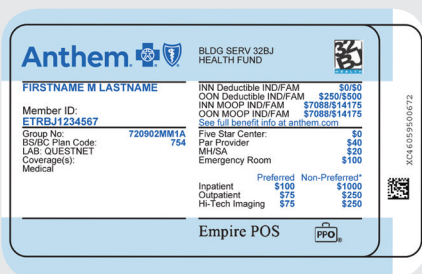 Anthem.
BLDG SERV 32BJ
HEALTH FUND
32
BJ
HEALTH
FIRSTNAME M LASTNAME
Member ID:
ETRBJ1234567
Group No: 720902MM1A
BS/BC Plan Code: 754
LAB: QUESTNET
Coverage(s):
Medical
INN Deductible IND/FAM $0/$0
OON Deductible IND/FAM $250/$500
INN MOOP IND/FAM $7088/$14175
OON MOOP IND/FAM $7088/$14175
See full benefit info at anthem.com
Five Star Center: $0
Par Provider $40
MH/SA $20
Emergency Room $100
Preferred Non-Preferred*
Inpatient $100 $1000
Outpatient $75 $250
Hi-Tech Imaging $75 $250
Empire POS
PPO®
XC46059500672